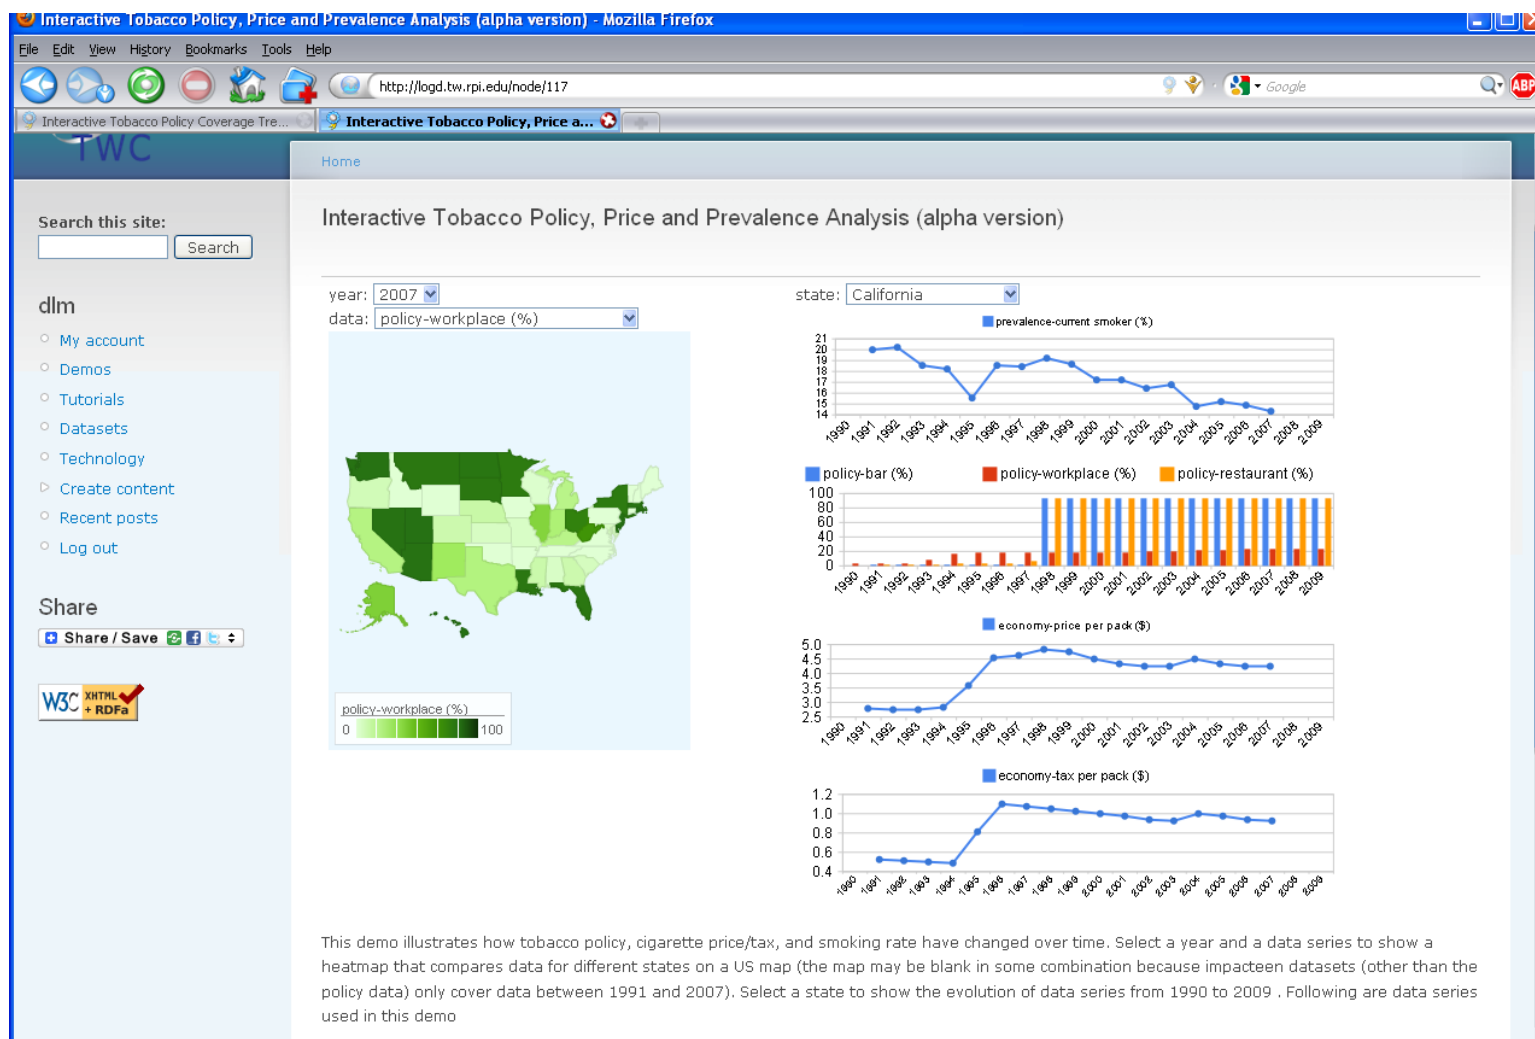 Interactive Tobacco Policy, Price and Prevalence Analysis (alpha version) - Mozilla Firefox
File Edit View History Bookmarks Tools Help
http://logd.tw.rpi.edu/node/117
Google
ABP
Interactive Tobacco Policy Coverage Tre...
Interactive Tobacco Policy, Price a...
TWC
Home
Search this site:
Search
dlm
My account
Demos
Tutorials
Datasets
Technology
Create content
Recent posts
Log out
Share
Share / Save
W3C XHTML + RDFa
Interactive Tobacco Policy, Price and Prevalence Analysis (alpha version)
year: 2007
data: policy-workplace (%)
policy-workplace (%)
0 100
state: California
prevalence-current smoker (%)
21
20
19
18
17
16
15
14
1990 1991 1992 1993 1994 1995 1996 1997 1998 1999 2000 2001 2002 2003 2004 2005 2006 2007 2008 2009
policy-bar (%) policy-workplace (%) policy-restaurant (%)
100
80
60
40
20
0
1990 1991 1992 1993 1994 1995 1996 1997 1998 1999 2000 2001 2002 2003 2004 2005 2006 2007 2008 2009
economy-price per pack ($)
5.0
4.5
4.0
3.5
3.0
2.5
1990 1991 1992 1993 1994 1995 1996 1997 1998 1999 2000 2001 2002 2003 2004 2005 2006 2007 2008 2009
economy-tax per pack ($)
1.2
1.0
0.8
0.6
0.4
1990 1991 1992 1993 1994 1995 1996 1997 1998 1999 2000 2001 2002 2003 2004 2005 2006 2007 2008 2009
This demo illustrates how tobacco policy, cigarette price/tax, and smoking rate have changed over time. Select a year and a data series to show a
heatmap that compares data for different states on a US map (the map may be blank in some combination because impacteen datasets (other than the
policy data) only cover data between 1991 and 2007). Select a state to show the evolution of data series from 1990 to 2009 . Following are data series
used in this demo